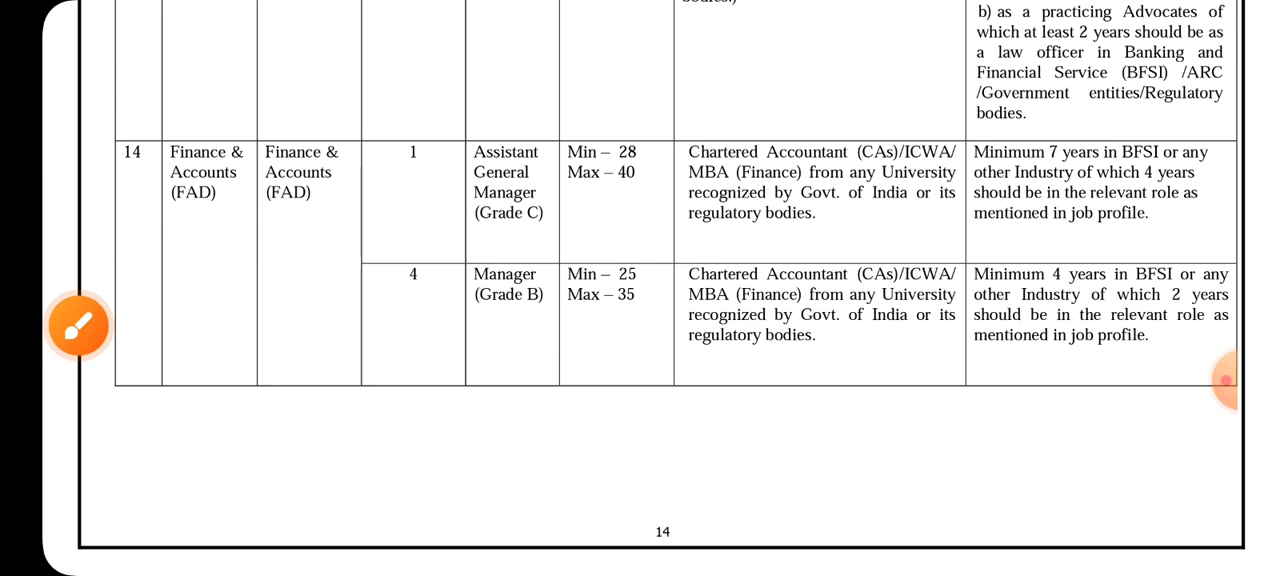 b) as a practicing Advocates of
which at least 2 years should be as
a law officer in Banking and
Financial Service (BFSI) /ARC
/Government entities/Regulatory
bodies.
14
Finance &
Accounts
(FAD)
Finance &
Accounts
(FAD)
1
Assistant
General
Manager
(Grade C)
Min – 28
Max – 40
Chartered Accountant (CAs)/ICWA/
MBA (Finance) from any University
recognized by Govt. of India or its
regulatory bodies.
Minimum 7 years in BFSI or any
other Industry of which 4 years
should be in the relevant role as
mentioned in job profile.
4
Manager
(Grade B)
Min – 25
Max – 35
Chartered Accountant (CAs)/ICWA/
MBA (Finance) from any University
recognized by Govt. of India or its
regulatory bodies.
Minimum 4 years in BFSI or any
other Industry of which 2 years
should be in the relevant role as
mentioned in job profile.
14